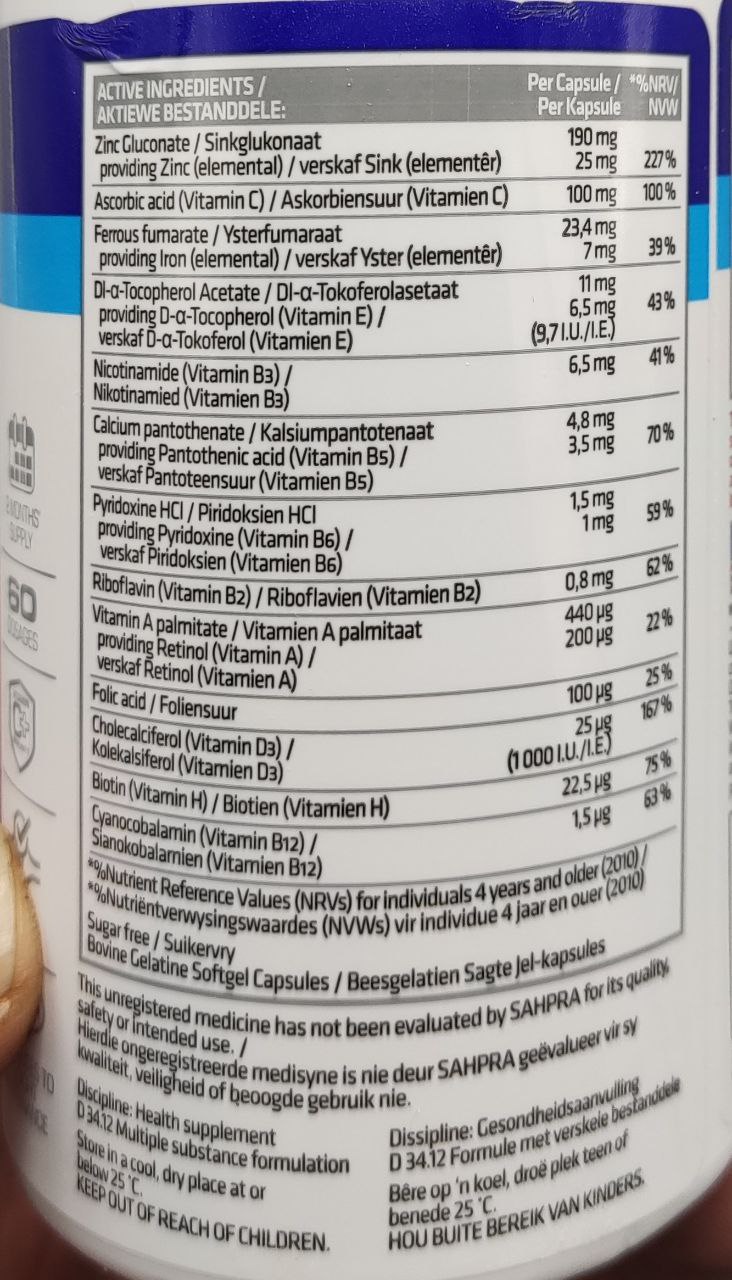 ACTIVE INGREDIENTS / Per Capsule / *%NRV/
AKTIEWE BESTANDDELE: Per Kapsule NVW
Zinc Gluconate / Sinkglukonaat 190 mg
providing Zinc (elemental) / verskaf Sink (elementêr) 25 mg 227%
Ascorbic acid (Vitamin C) / Askorbiensuur (Vitamien C) 100 mg 100%
Ferrous fumarate / Ysterfumaraat 23,4 mg
providing Iron (elemental) / verskaf Yster (elementêr) 7 mg 39%
Dl-α-Tocopherol Acetate / Dl-α-Tokoferolasetaat 11 mg
providing D-α-Tocopherol (Vitamin E) / 6,5 mg 43%
verskaf D-α-Tokoferol (Vitamien E) (9,7 I.U./I.E.)
Nicotinamide (Vitamin B3) / 6,5 mg 41%
Nikotinamied (Vitamien B3)
Calcium pantothenate / Kalsiumpantotenaat 4,8 mg
providing Pantothenic acid (Vitamin B5) / 3,5 mg 70%
verskaf Pantoteensuur (Vitamien B5)
Pyridoxine HCl / Piridoksien HCl 1,5 mg
providing Pyridoxine (Vitamin B6) / 1 mg 59%
verskaf Piridoksien (Vitamien B6)
Riboflavin (Vitamin B2) / Riboflavien (Vitamien B2) 0,8 mg 62%
Vitamin A palmitate / Vitamien A palmitaat 440 µg
providing Retinol (Vitamin A) / 200 µg 22%
verskaf Retinol (Vitamien A)
Folic acid / Foliensuur 100 µg 25%
Cholecalciferol (Vitamin D3) / 25 µg 167%
Kolekalsiferol (Vitamien D3) (1 000 I.U./I.E.)
Biotin (Vitamin H) / Biotien (Vitamien H) 22,5 µg 75%
Cyanocobalamin (Vitamin B12) / 1,5 µg 63%
Sianokobalamien (Vitamien B12)
*%Nutrient Reference Values (NRVs) for individuals 4 years and older (2010) /
*%Nutriëntverwysingswaardes (NVWs) vir individue 4 jaar en ouer (2010)
Sugar free / Suikervry
Bovine Gelatine Softgel Capsules / Beesgelatien Sagte Jel-kapsules
This unregistered medicine has not been evaluated by SAHPRA for its quality,
safety or intended use. /
Hierdie ongeregistreerde medisyne is nie deur SAHPRA geëvalueer vir sy
kwaliteit, veiligheid of beoogde gebruik nie.
Discipline: Health supplement
D 34.12 Multiple substance formulation
Store in a cool, dry place at or
below 25 °C.
KEEP OUT OF REACH OF CHILDREN.
Dissipline: Gesondheidsaanvulling
D 34.12 Formule met verskeie bestanddele
Bêre op 'n koel, droë plek teen of
benede 25 °C.
HOU BUITE BEREIK VAN KINDERS.
MONTHS
SUPPLY
60